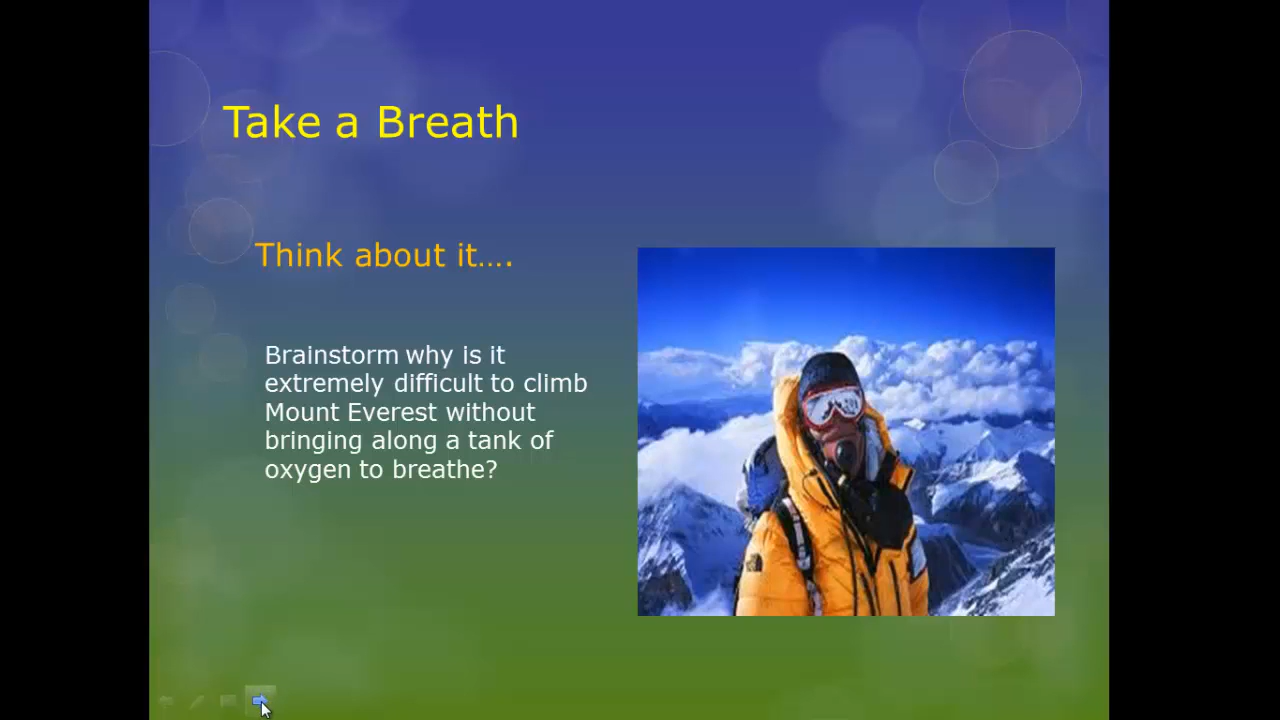 Take a Breath
Think about it....
Brainstorm why is it
extremely difficult to climb
Mount Everest without
bringing along a tank of
oxygen to breathe?